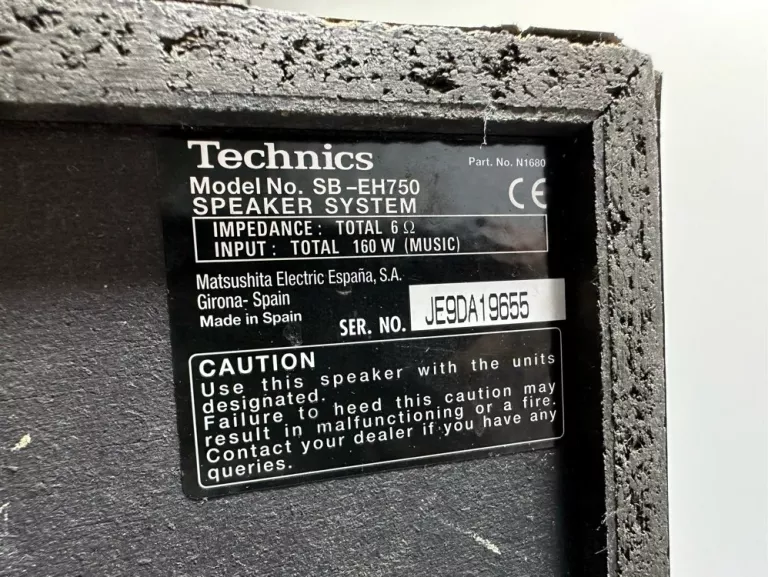 Technics
Part. No. N1680
Model No. SB-EH750
CE
SPEAKER SYSTEM
IMPEDANCE: TOTAL 6 Ω
INPUT: TOTAL 160 W (MUSIC)
Matsushita Electric España, S.A.
Girona- Spain
Made in Spain
SER. NO. JE9DA19655
CAUTION
Use this speaker with the units
designated.
Failure to heed this caution may
result in malfunctioning or a fire.
Contact your dealer if you have any
queries.